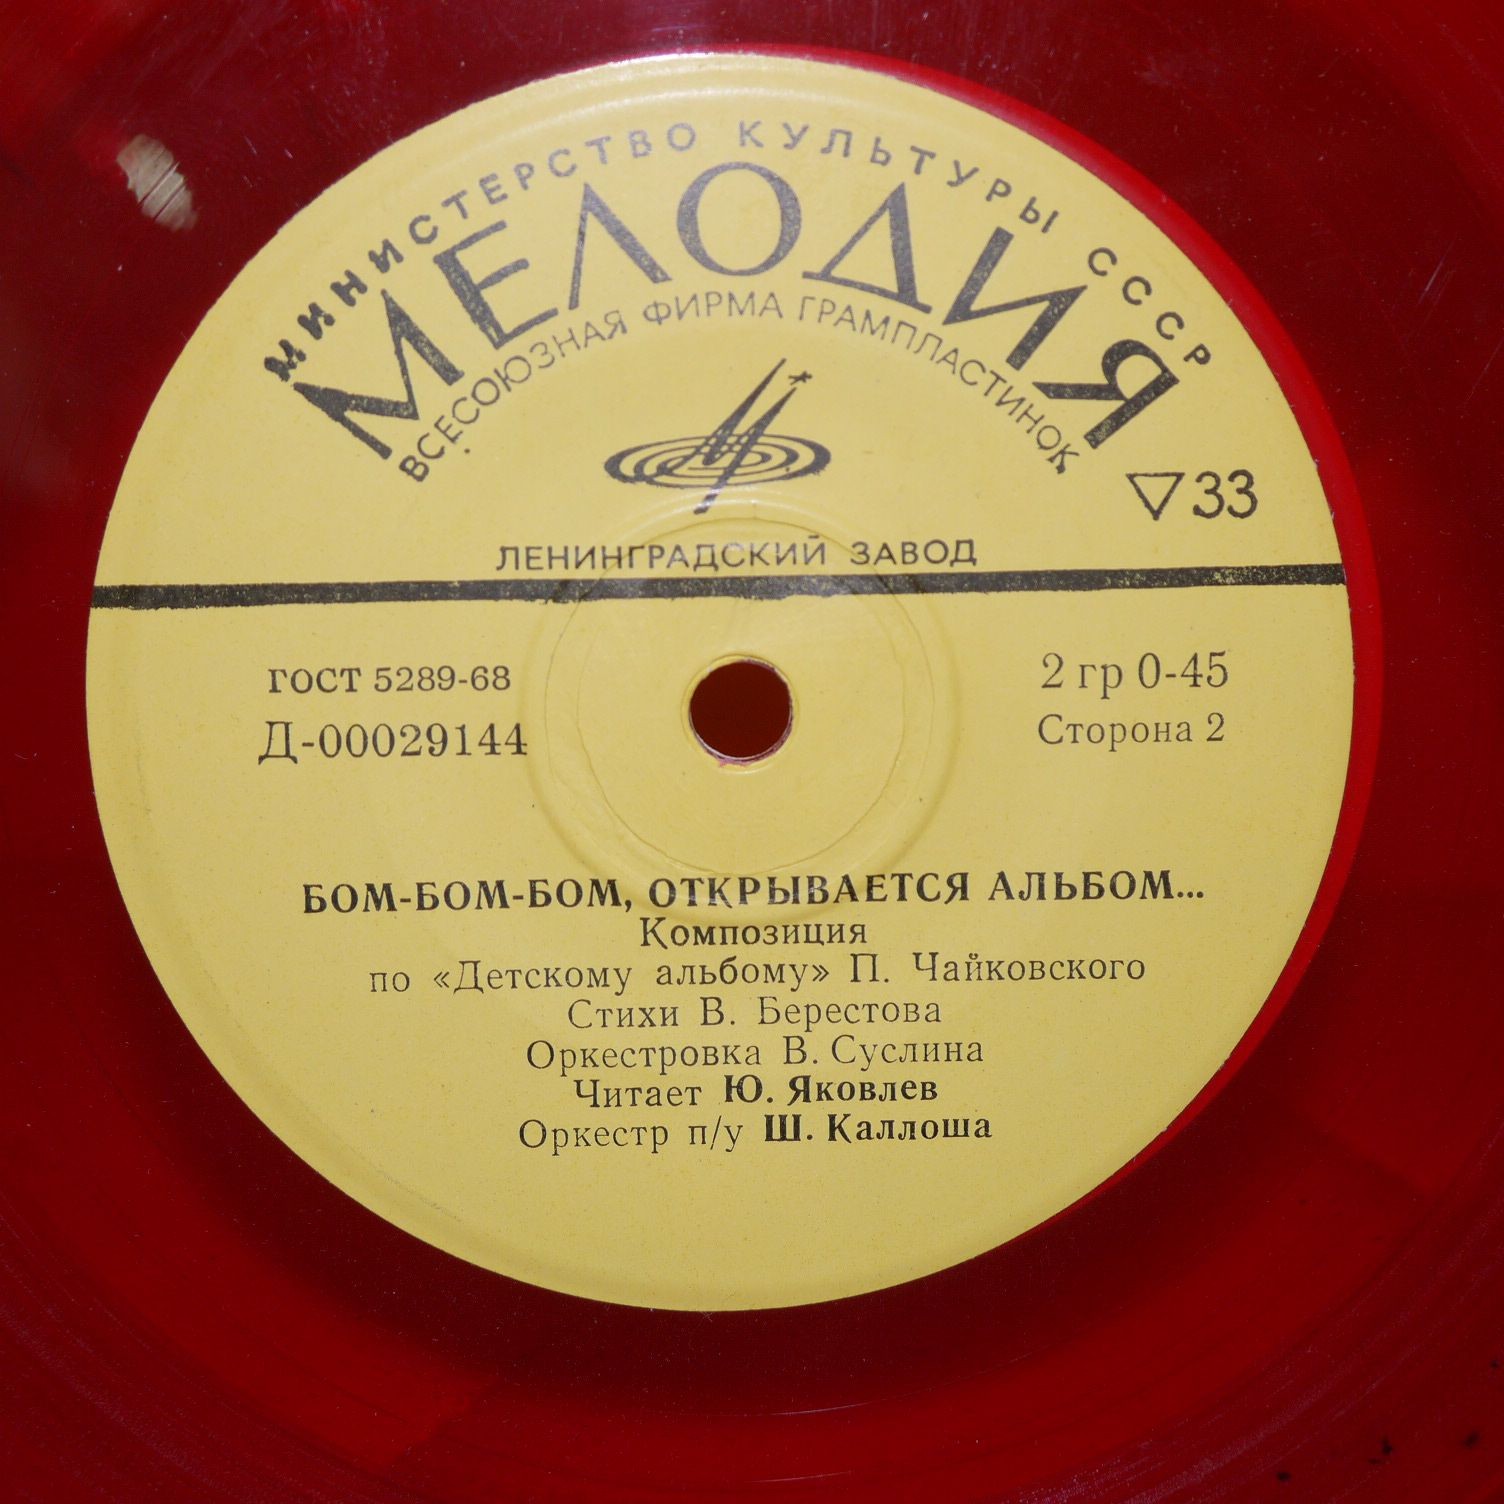 МИНИСТЕРСТВО КУЛЬТУРЫ СССР
МЕЛОДИЯ
ВСЕСОЮЗНАЯ ФИРМА ГРАМПЛАСТИНОК
▽33
ЛЕНИНГРАДСКИЙ ЗАВОД
ГОСТ 5289-68
2 гр 0-45
Д-00029144
Сторона 2
БОМ-БОМ-БОМ, ОТКРЫВАЕТСЯ АЛЬБОМ...
Композиция
по «Детскому альбому» П. Чайковского
Стихи В. Берестова
Оркестровка В. Суслина
Читает Ю. Яковлев
Оркестр п/у Ш. Каллоша